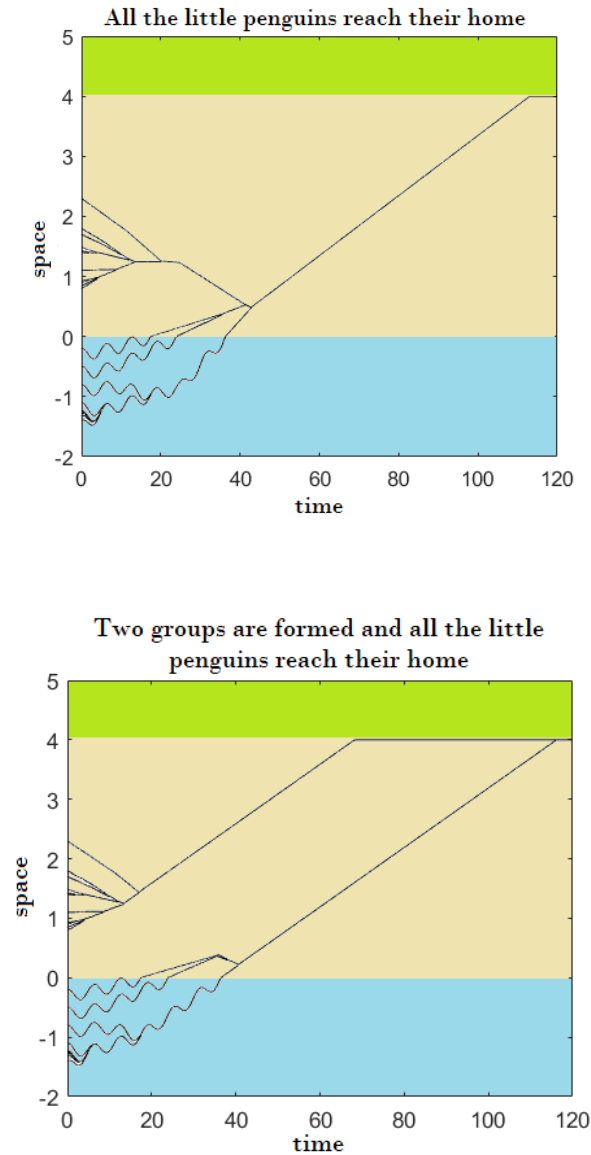 All the little penguins reach their home
5
4
3
2
1
0
-1
-2
space
0 20 40 60 80 100 120
time
Two groups are formed and all the little
penguins reach their home
5
4
3
2
1
0
-1
-2
space
0 20 40 60 80 100 120
time